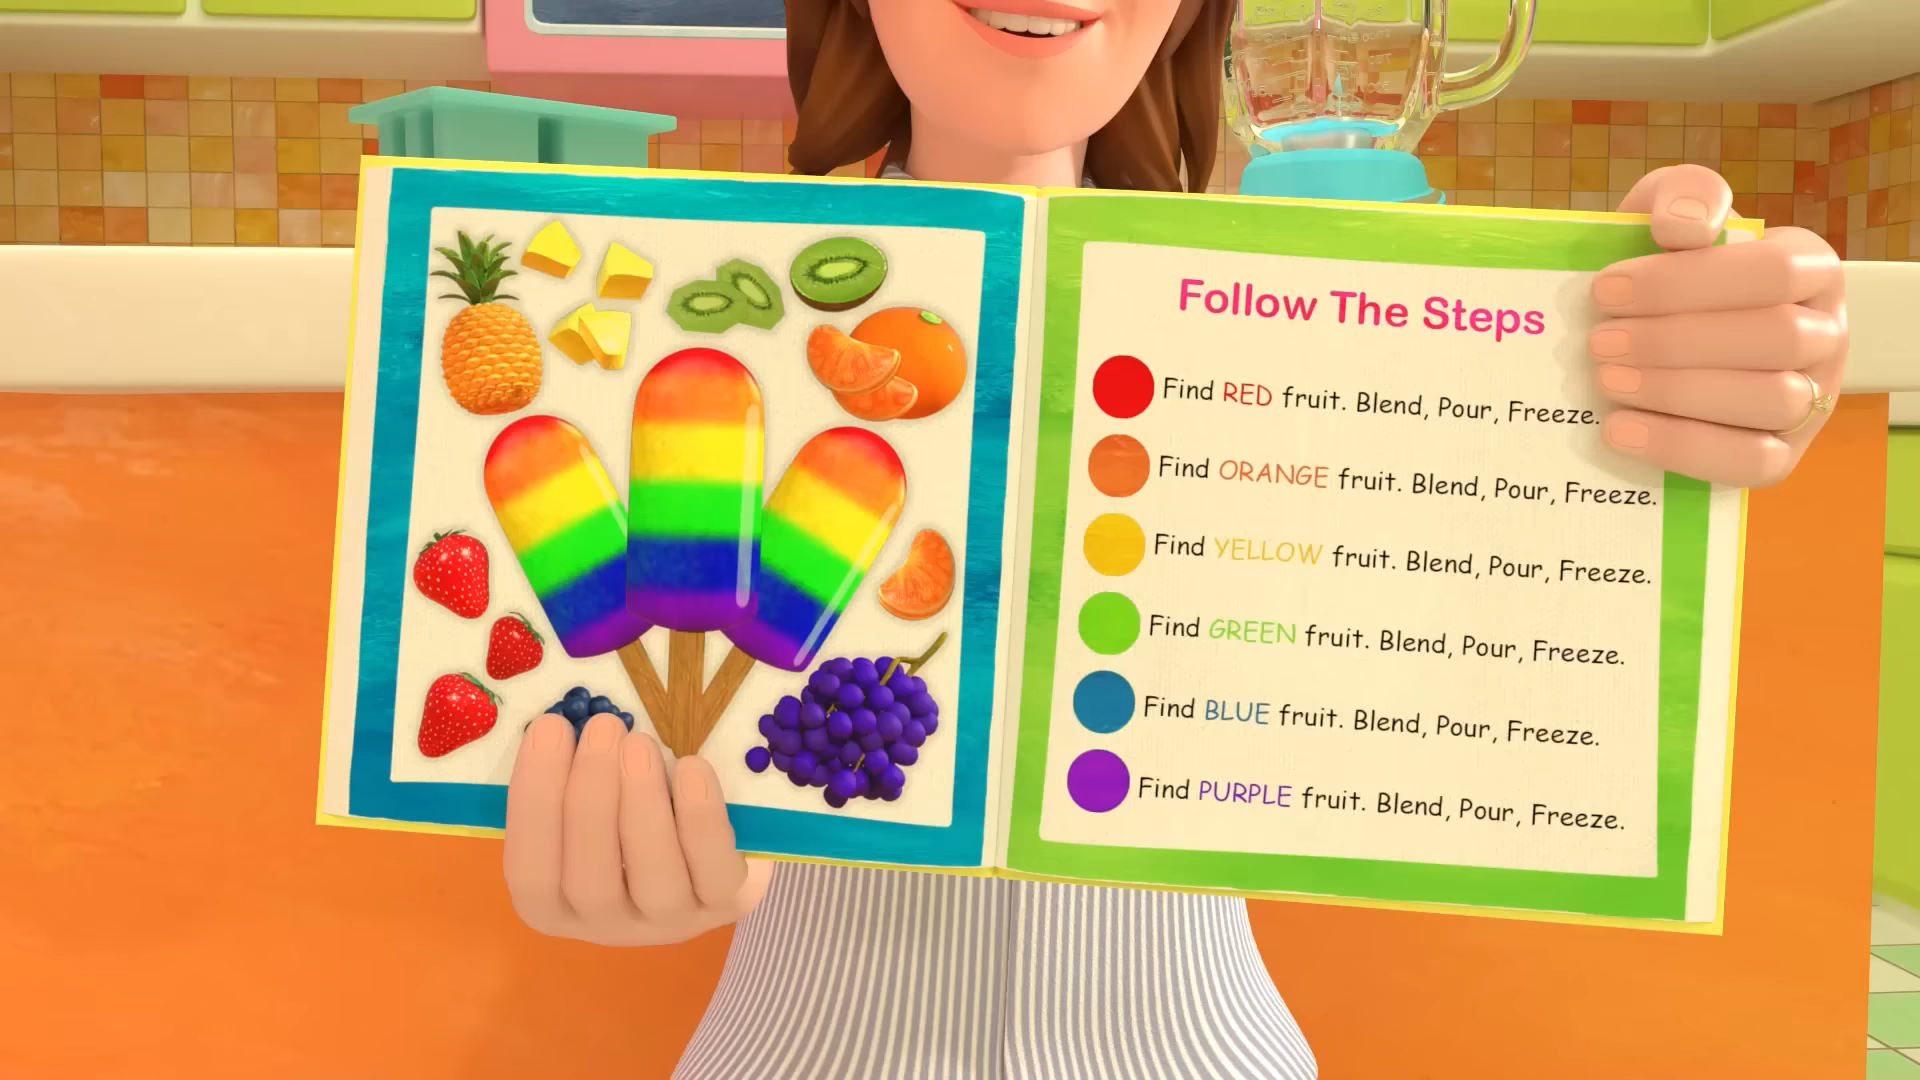 Follow The Steps
Find RED fruit. Blend, Pour, Freeze.
Find ORANGE fruit. Blend, Pour, Freeze.
Find YELLOW fruit. Blend, Pour, Freeze.
Find GREEN fruit. Blend, Pour, Freeze.
Find BLUE fruit. Blend, Pour, Freeze.
Find PURPLE fruit. Blend, Pour, Freeze.